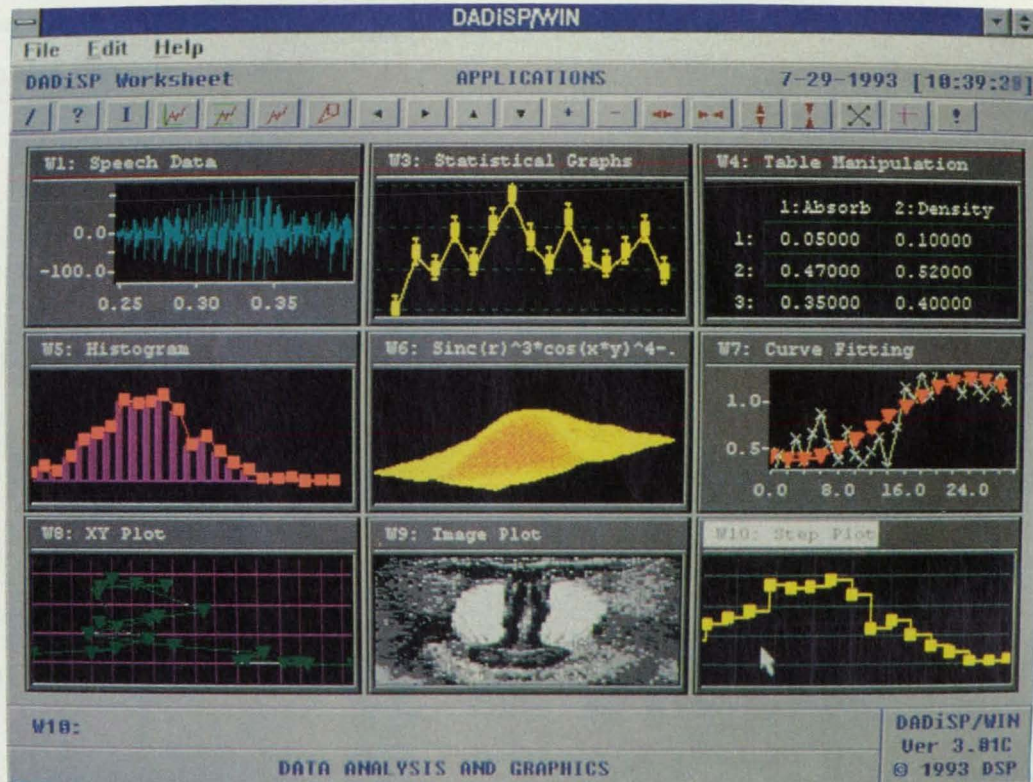 DADiSP/WIN
File Edit Help
DADiSP Worksheet APPLICATIONS 7-29-1993 [10:39:28]
/ ? I + - !
W1: Speech Data
0.0
-100.0
0.25 0.30 0.35
W3: Statistical Graphs
W4: Table Manipulation
1:Absorb 2:Density
1: 0.05000 0.10000
2: 0.47000 0.52000
3: 0.35000 0.40000
W5: Histogram
W6: Sinc(r)^3*cos(x*y)^4-.
W7: Curve Fitting
1.0
0.5
0.0 8.0 16.0 24.0
W8: XY Plot
W9: Image Plot
W10: Step Plot
W10:
DATA ANALYSIS AND GRAPHICS
DADiSP/WIN
Ver 3.01C
© 1993 DSP